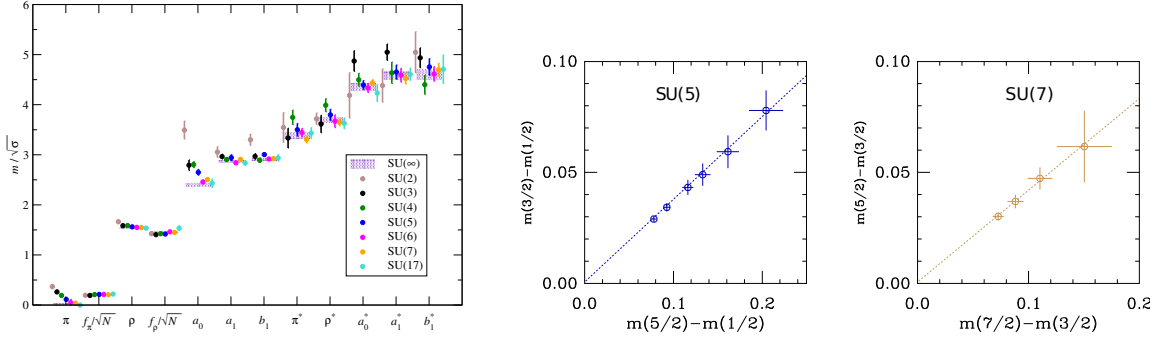 6
5
4
3
2
1
0
m/√σ
SU(∞)
SU(2)
SU(3)
SU(4)
SU(5)
SU(6)
SU(7)
SU(17)
π f_π/√N ρ f_ρ/√N a_0 a_1 b_1 π* ρ* a_0* a_1* b_1*
SU(5)
0.10
0.05
0.00
m(3/2)−m(1/2)
0.0 0.1 0.2
m(5/2)−m(1/2)
SU(7)
0.10
0.05
0.00
m(5/2)−m(3/2)
0.0 0.1 0.2
m(7/2)−m(3/2)